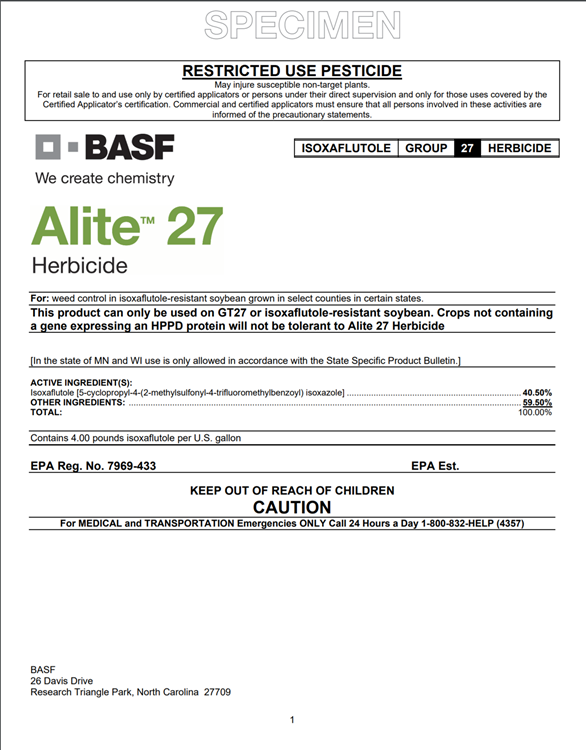 SPECIMEN
RESTRICTED USE PESTICIDE
May injure susceptible non-target plants.
For retail sale to and use only by certified applicators or persons under their direct supervision and only for those uses covered by the
Certified Applicator's certification. Commercial and certified applicators must ensure that all persons involved in these activities are
informed of the precautionary statements.
BASF
We create chemistry
ISOXAFLUTOLE GROUP 27 HERBICIDE
Alite™ 27
Herbicide
For: weed control in isoxaflutole-resistant soybean grown in select counties in certain states.
This product can only be used on GT27 or isoxaflutole-resistant soybean. Crops not containing
a gene expressing an HPPD protein will not be tolerant to Alite 27 Herbicide
[In the state of MN and WI use is only allowed in accordance with the State Specific Product Bulletin.]
ACTIVE INGREDIENT(S):
Isoxaflutole [5-cyclopropyl-4-(2-methylsulfonyl-4-trifluoromethylbenzoyl) isoxazole] ........ 40.50%
OTHER INGREDIENTS: ........ 59.50%
TOTAL: 100.00%
Contains 4.00 pounds isoxaflutole per U.S. gallon
EPA Reg. No. 7969-433 EPA Est.
KEEP OUT OF REACH OF CHILDREN
CAUTION
For MEDICAL and TRANSPORTATION Emergencies ONLY Call 24 Hours a Day 1-800-832-HELP (4357)
BASF
26 Davis Drive
Research Triangle Park, North Carolina 27709
1